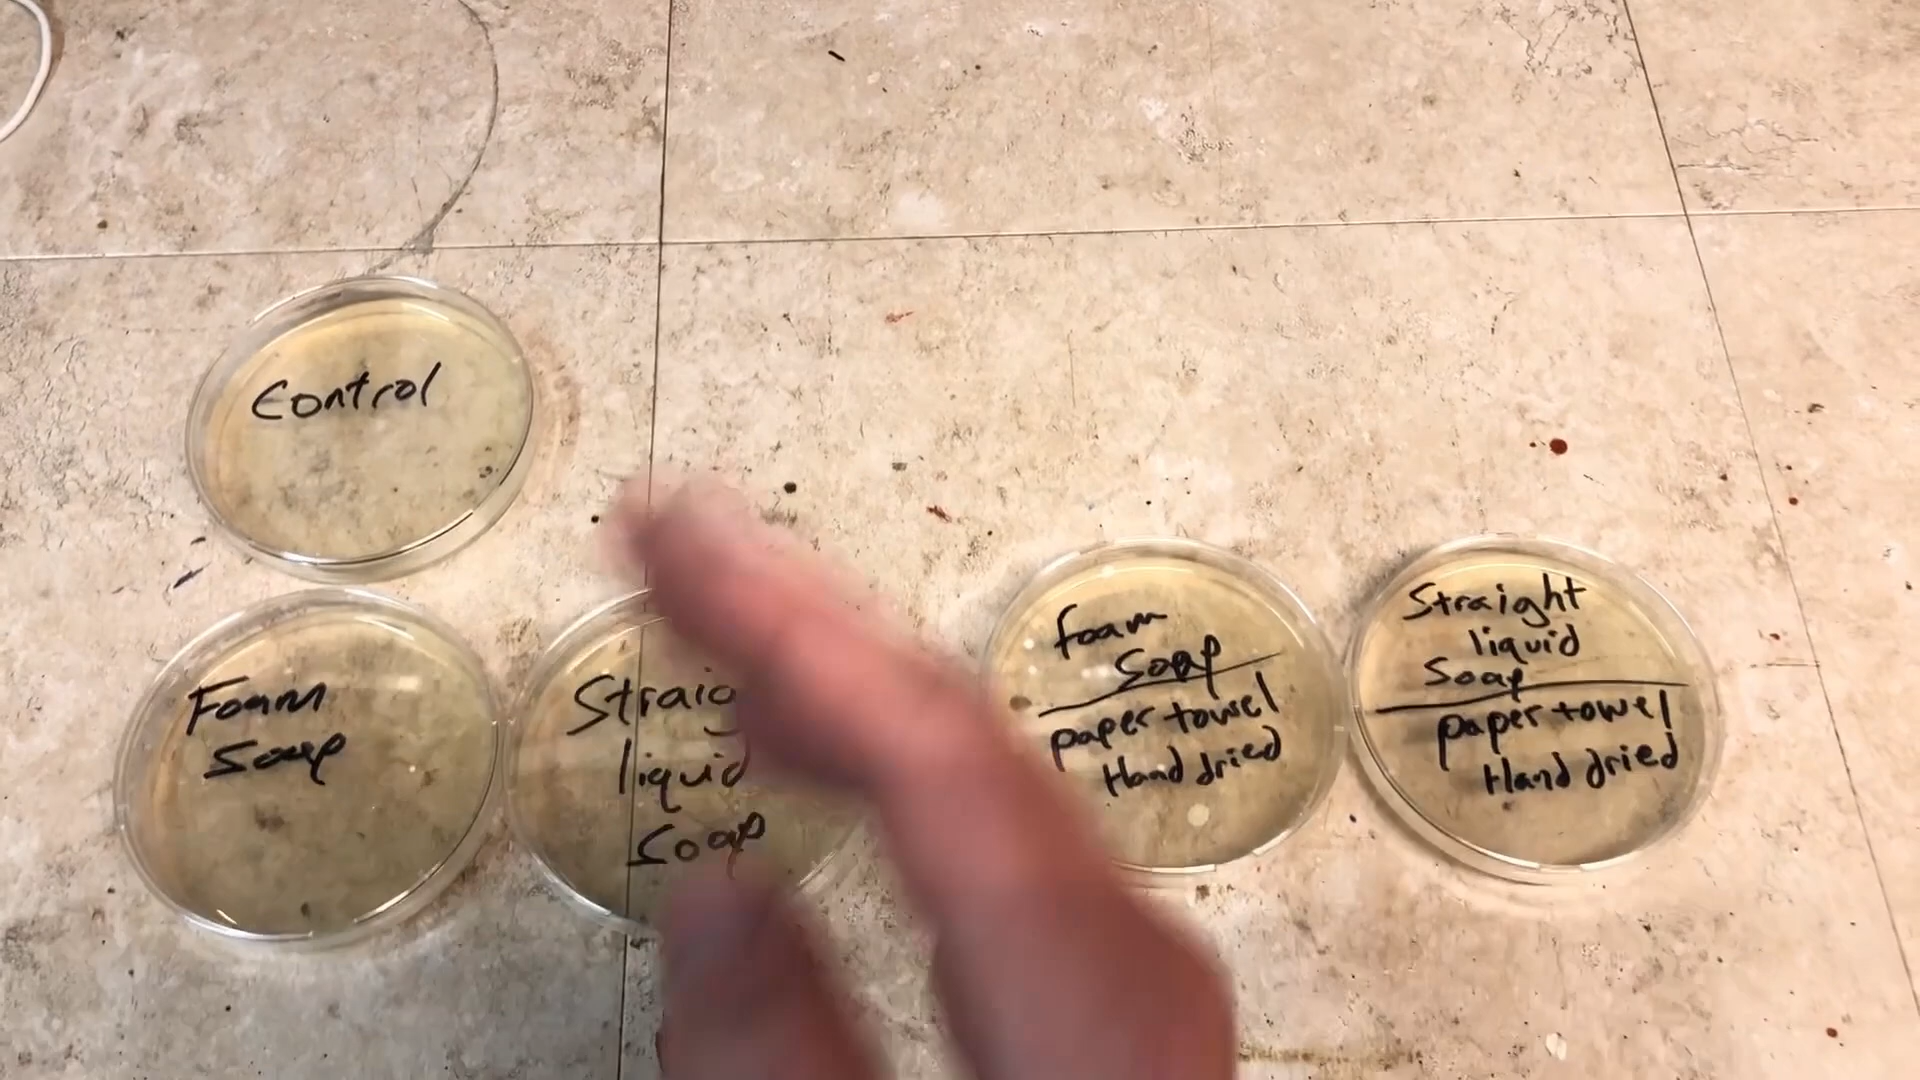 Control
Foam
Soap
Straig
liquid
Soap
foam
soap
paper towel
Hand dried
Straight
liquid
Soap
paper towel
Hand dried